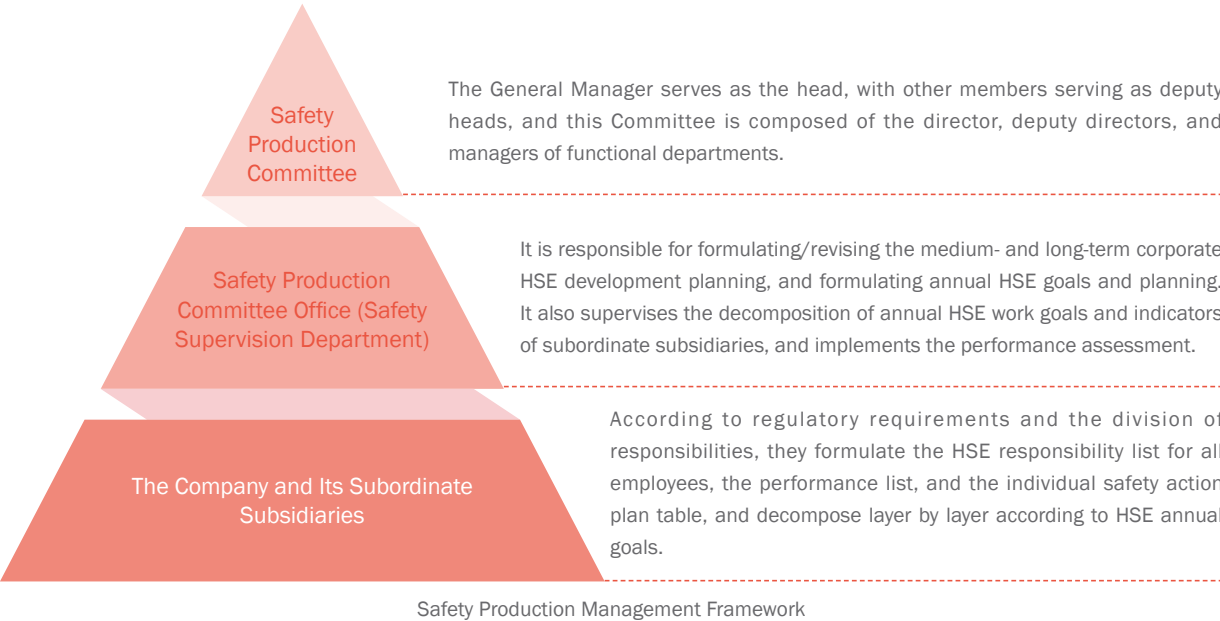 Safety
Production
Committee
The General Manager serves as the head, with other members serving as deputy
heads, and this Committee is composed of the director, deputy directors, and
managers of functional departments.
Safety Production
Committee Office (Safety
Supervision Department)
It is responsible for formulating/revising the medium- and long-term corporate
HSE development planning, and formulating annual HSE goals and planning.
It also supervises the decomposition of annual HSE work goals and indicators
of subordinate subsidiaries, and implements the performance assessment.
The Company and Its Subordinate
Subsidiaries
According to regulatory requirements and the division of
responsibilities, they formulate the HSE responsibility list for all
employees, the performance list, and the individual safety action
plan table, and decompose layer by layer according to HSE annual
goals.
Safety Production Management Framework